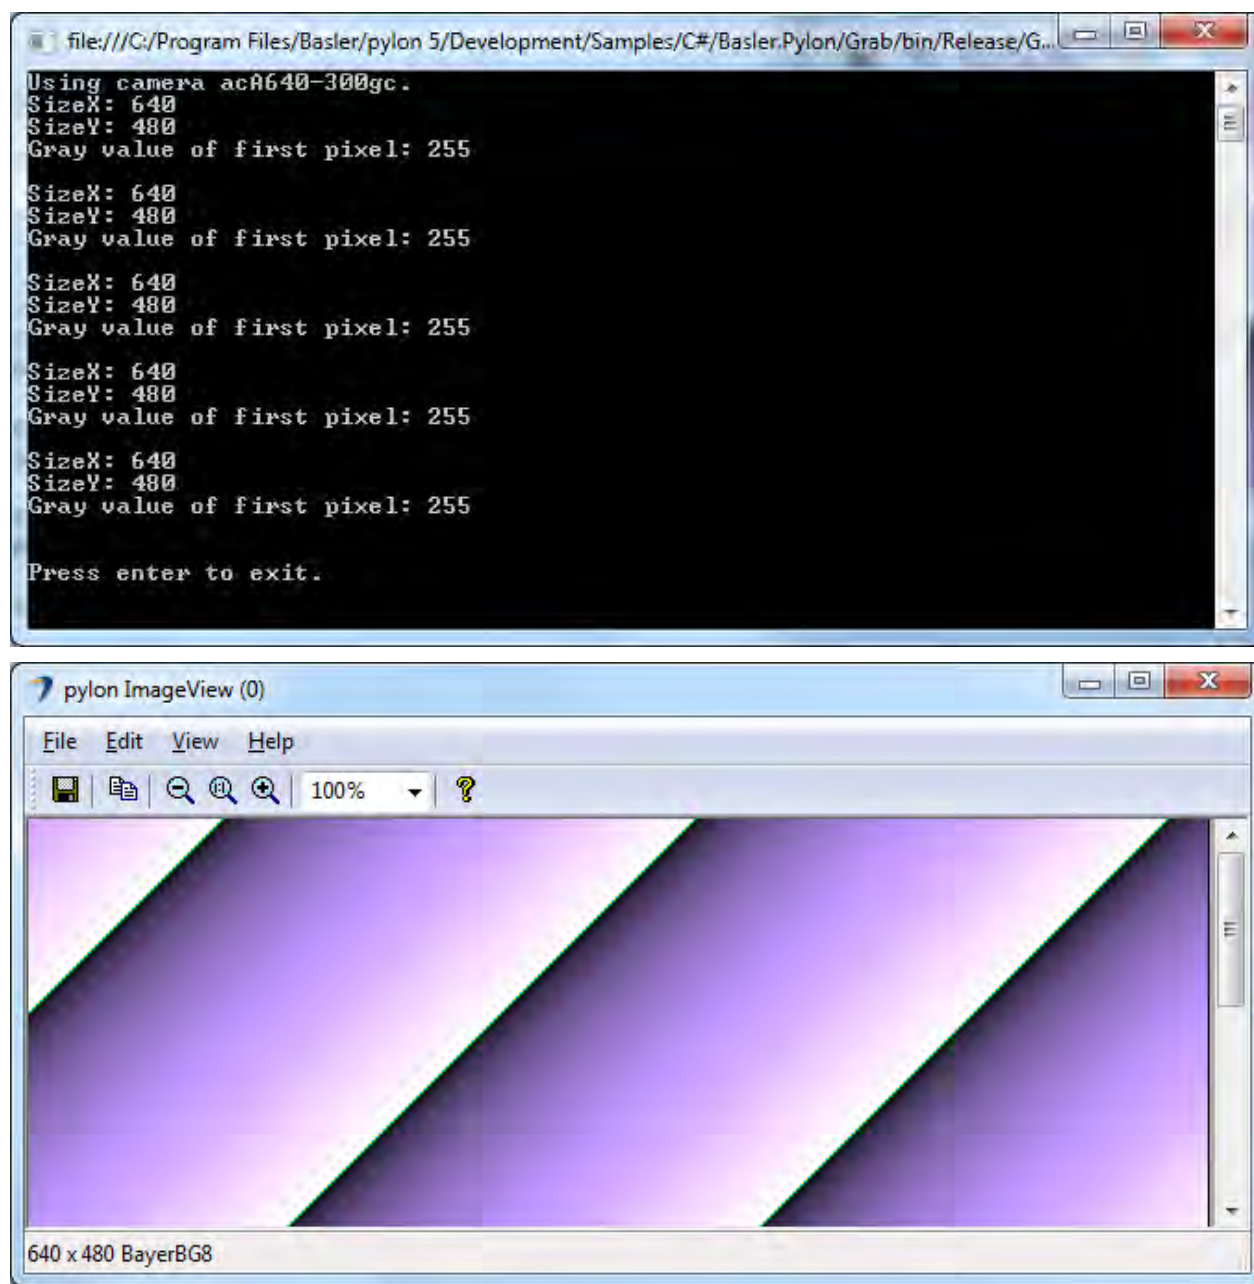 file:///C:/Program Files/Basler/pylon 5/Development/Samples/C#/Basler.Pylon/Grab/bin/Release/G...
Using camera acA640-300gc.
SizeX: 640
SizeY: 480
Gray value of first pixel: 255
SizeX: 640
SizeY: 480
Gray value of first pixel: 255
SizeX: 640
SizeY: 480
Gray value of first pixel: 255
SizeX: 640
SizeY: 480
Gray value of first pixel: 255
SizeX: 640
SizeY: 480
Gray value of first pixel: 255
Press enter to exit.
pylon ImageView (0)
File Edit View Help
100%
640 x 480 BayerBG8